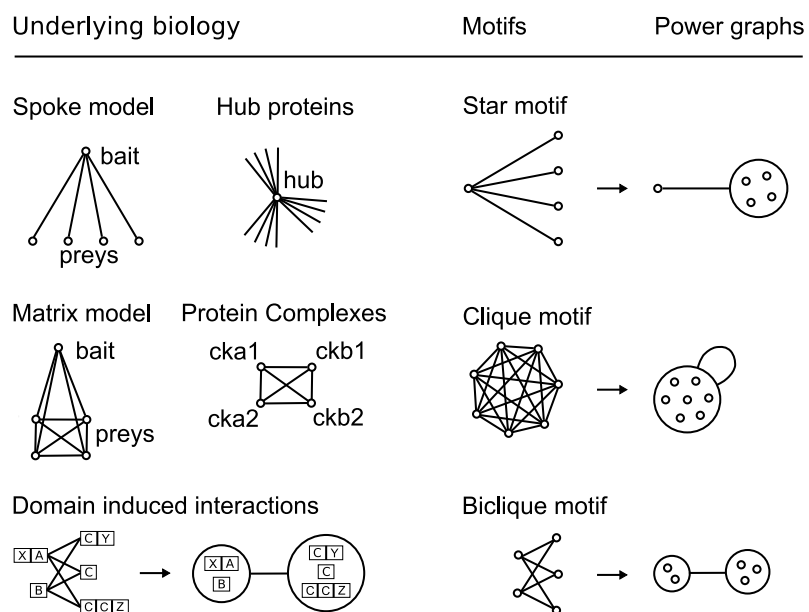 Underlying biology Motifs Power graphs
Spoke model Hub proteins Star motif
bait
hub
preys
Matrix model Protein Complexes Clique motif
bait cka1 ckb1
preys cka2 ckb2
Domain induced interactions Biclique motif
C Y
X A
C
B
C C Z
X A
B
C Y
C
C C Z